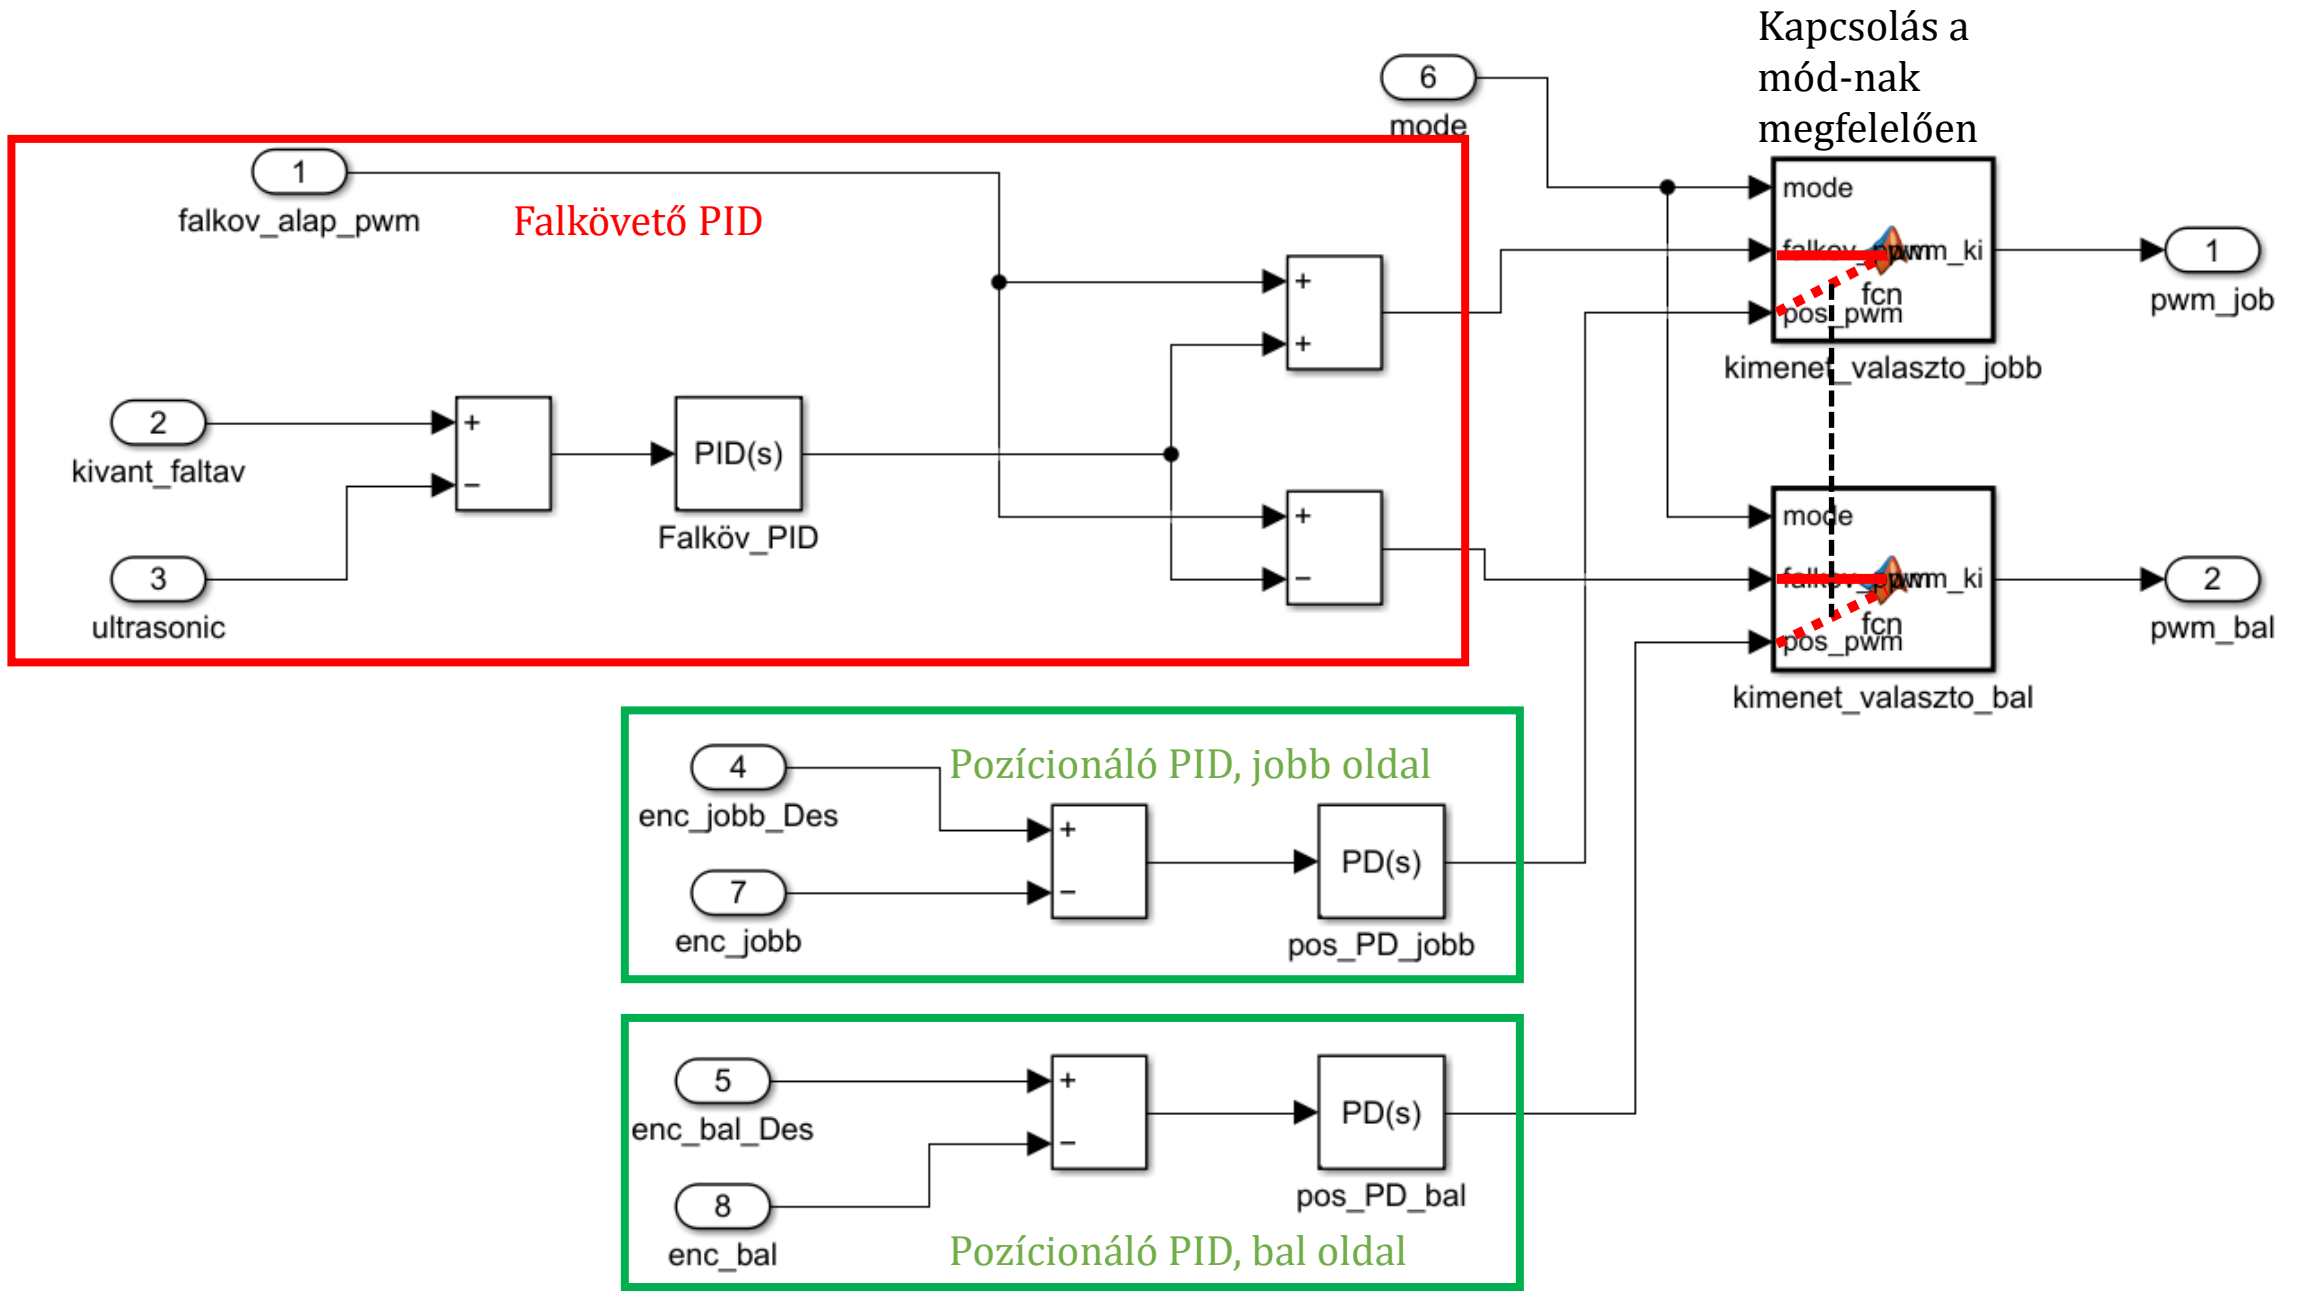 Kapcsolás a
mód-nak
megfelelően
6
mode
1
falkov_alap_pwm
Falkövető PID
2
kivant_faltav
3
ultrasonic
+
−
PID(s)
Falköv_PID
+
+
+
−
mode
pwm_ki
fcn
pos_pwm
kimenet_valaszto_jobb
1
pwm_job
mode
pwm_ki
fcn
pos_pwm
kimenet_valaszto_bal
2
pwm_bal
Pozícionáló PID, jobb oldal
4
enc_jobb_Des
7
enc_jobb
+
−
PD(s)
pos_PD_jobb
5
enc_bal_Des
8
enc_bal
+
−
PD(s)
pos_PD_bal
Pozícionáló PID, bal oldal